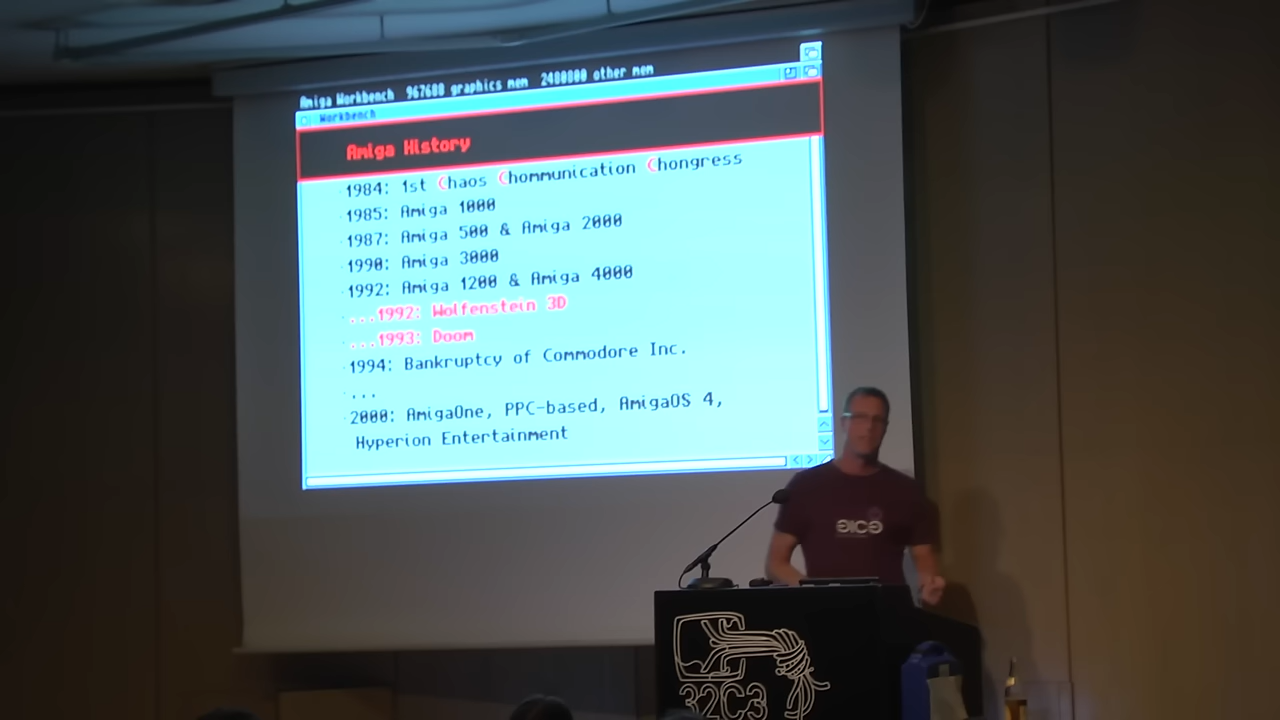 Amiga Workbench 967688 graphics mem 2480800 other mem
Workbench
Amiga History
1984: 1st Chaos Chommunication Chongress
1985: Amiga 1000
1987: Amiga 500 & Amiga 2000
1990: Amiga 3000
1992: Amiga 1200 & Amiga 4000
...1992: Wolfenstein 3D
...1993: Doom
1994: Bankruptcy of Commodore Inc.
...
2000: AmigaOne, PPC-based, AmigaOS 4,
Hyperion Entertainment
32C3